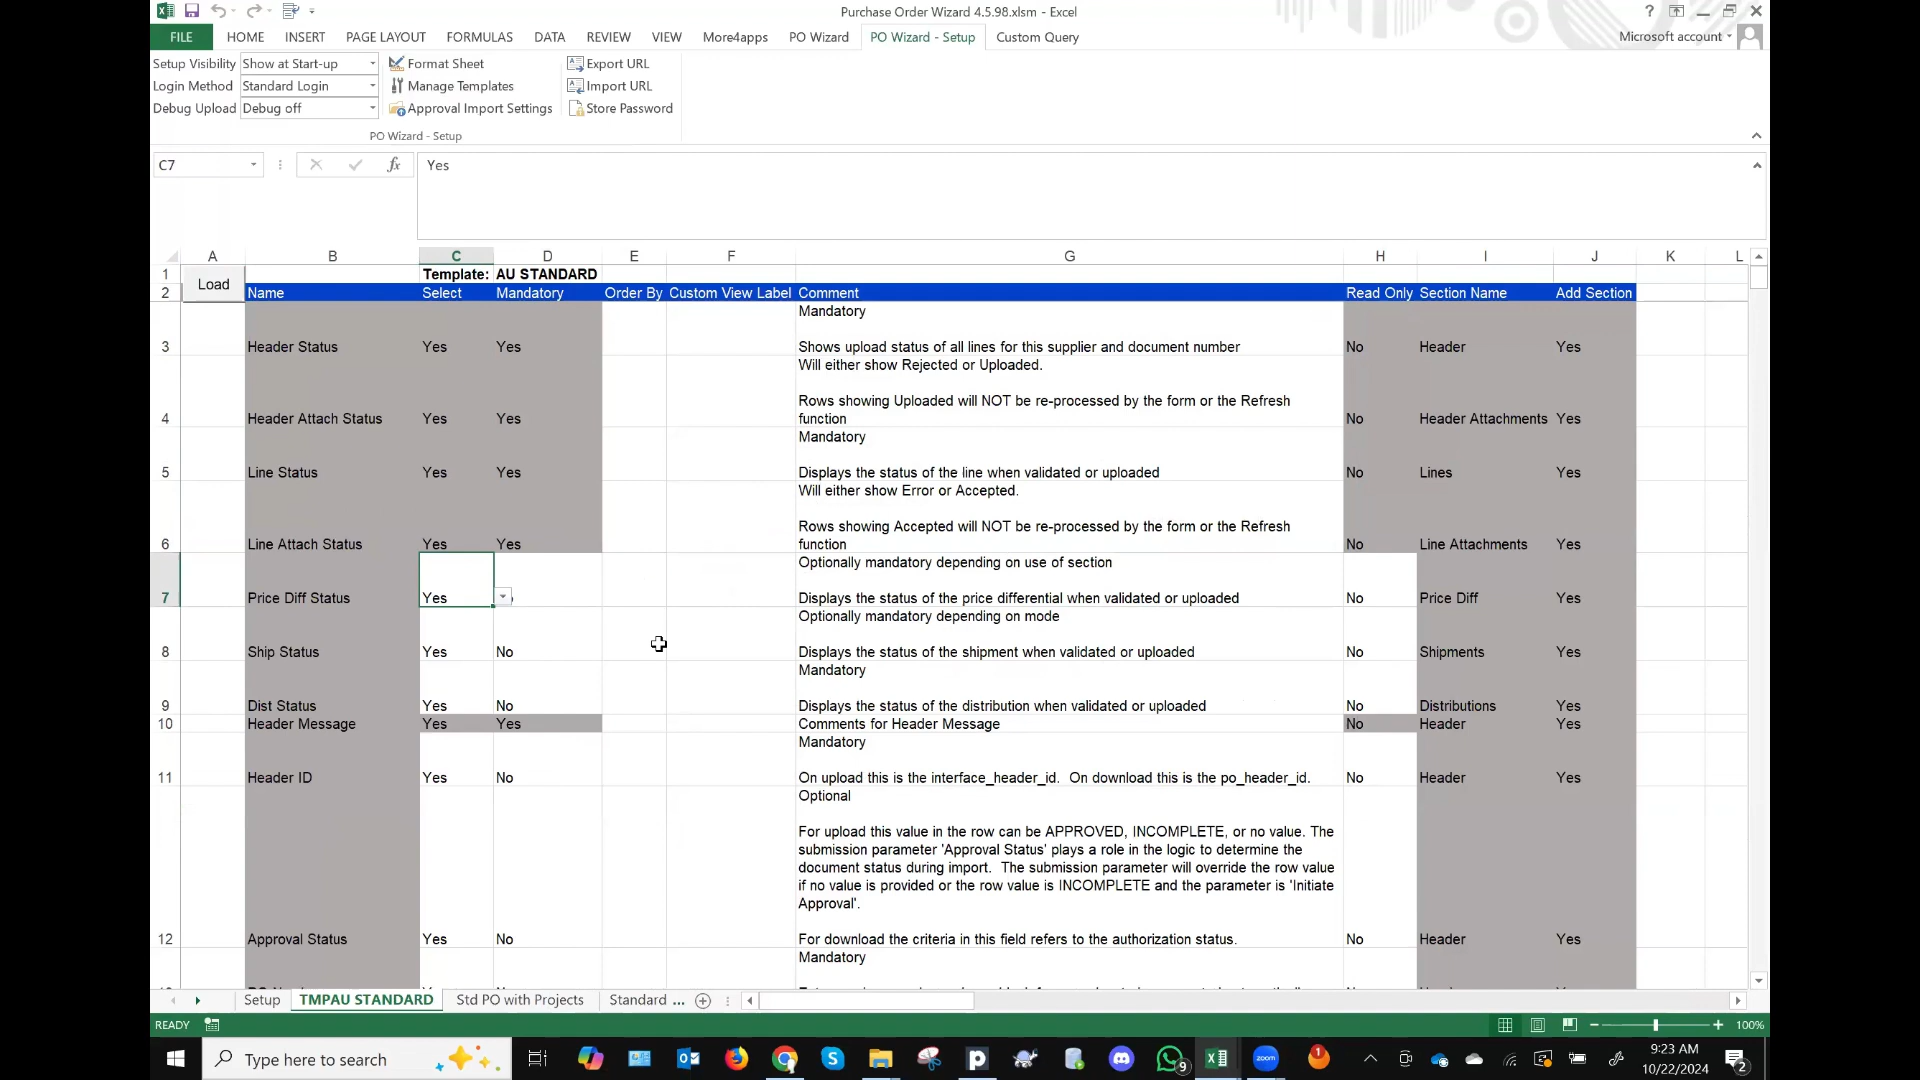 Purchase Order Wizard 4.5.98.xlsm - Excel
FILE HOME INSERT PAGE LAYOUT FORMULAS DATA REVIEW VIEW More4apps PO Wizard PO Wizard - Setup Custom Query Microsoft account
Setup Visibility Show at Start-up Format Sheet Export URL
Login Method Standard Login Manage Templates Import URL
Debug Upload Debug off Approval Import Settings Store Password
PO Wizard - Setup
C7 fx Yes
A B C D E F G H I J K L
1 Template: AU STANDARD
Load
2 Name Select Mandatory Order By Custom View Label Comment Read Only Section Name Add Section
Mandatory
3 Header Status Yes Yes Shows upload status of all lines for this supplier and document number No Header Yes
Will either show Rejected or Uploaded.
Rows showing Uploaded will NOT be re-processed by the form or the Refresh
4 Header Attach Status Yes Yes function No Header Attachments Yes
Mandatory
5 Line Status Yes Yes Displays the status of the line when validated or uploaded No Lines Yes
Will either show Error or Accepted.
Rows showing Accepted will NOT be re-processed by the form or the Refresh
6 Line Attach Status Yes Yes function No Line Attachments Yes
Optionally mandatory depending on use of section
7 Price Diff Status Yes Displays the status of the price differential when validated or uploaded No Price Diff Yes
Optionally mandatory depending on mode
8 Ship Status Yes No Displays the status of the shipment when validated or uploaded No Shipments Yes
Mandatory
9 Dist Status Yes No Displays the status of the distribution when validated or uploaded No Distributions Yes
10 Header Message Yes Yes Comments for Header Message No Header Yes
Mandatory
11 Header ID Yes No On upload this is the interface_header_id. On download this is the po_header_id. No Header Yes
Optional
For upload this value in the row can be APPROVED, INCOMPLETE, or no value. The
submission parameter 'Approval Status' plays a role in the logic to determine the
document status during import. The submission parameter will override the row value
if no value is provided or the row value is INCOMPLETE and the parameter is 'Initiate
Approval'.
12 Approval Status Yes No For download the criteria in this field refers to the authorization status. No Header Yes
Mandatory
Setup TMPAU STANDARD Std PO with Projects Standard ...
READY 100%
Type here to search
zoom
9
1
9:23 AM
10/22/2024
2